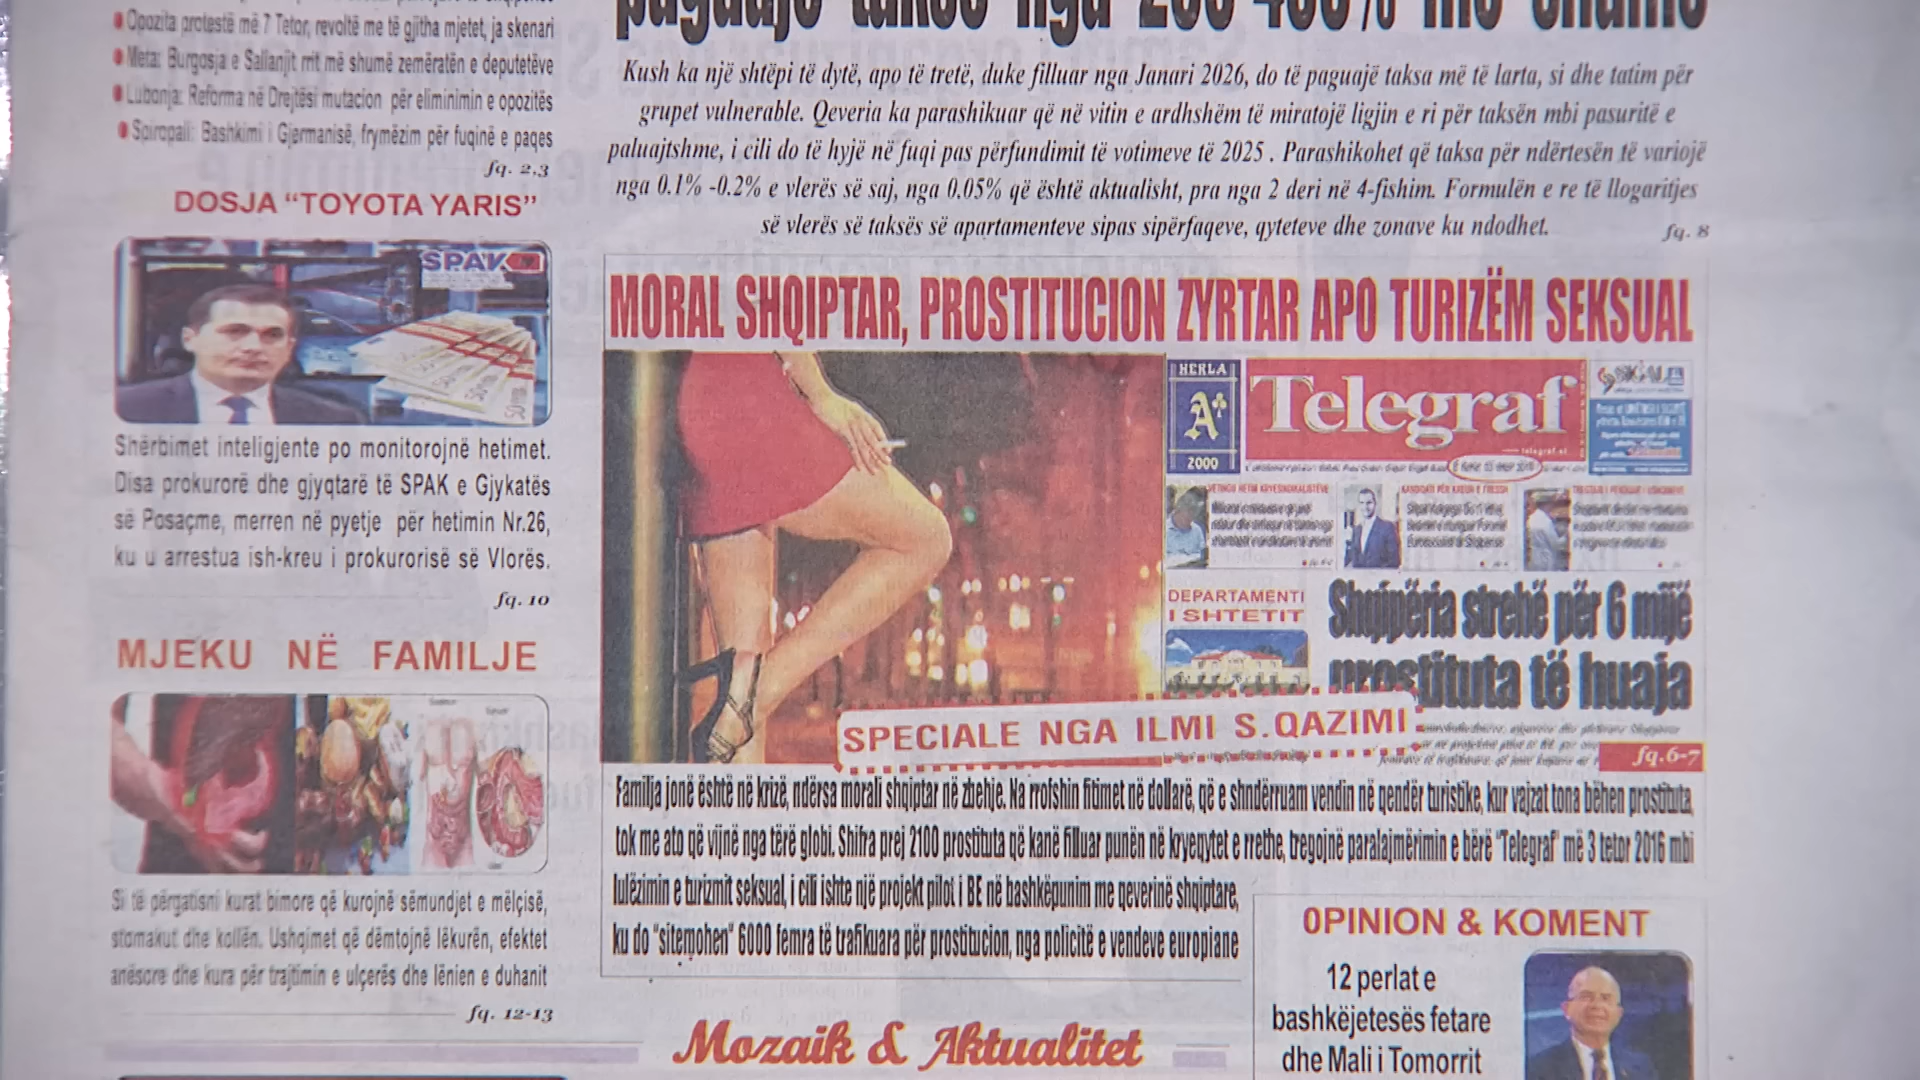 Opozita protestë më 7 Tetor, revoltë me të gjitha mjetet, ja skenari
Meta: Burgosja e Sallanjit rrit më shumë zemëratën e deputetëve
Lubonja: Reforma në Drejtësi mutacion për eliminimin e opozitës
Spiropali: Bashkimi i Gjermanisë, frymëzim për fuqinë e paqes
fq. 2,3
DOSJA “TOYOTA YARIS”
SPAK
Shërbimet inteligjente po monitorojnë hetimet.
Disa prokurorë dhe gjyqtarë të SPAK e Gjykatës
së Posaçme, merren në pyetje për hetimin Nr.26,
ku u arrestua ish-kreu i prokurorisë së Vlorës.
fq. 10
MJEKU NË FAMILJE
Si të përgatisni kurat bimore që kurojnë sëmundjet e mëlçisë,
stomakut dhe kollën. Ushqimet që dëmtojnë lëkurën, efektet
anësore dhe kura për trajtimin e ulçerës dhe lënien e duhanit
fq. 12-13
paguajë taksë nga 200-400% më shumë
Kush ka një shtëpi të dytë, apo të tretë, duke filluar nga Janari 2026, do të paguajë taksa më të larta, si dhe tatim për
grupet vulnerable. Qeveria ka parashikuar që në vitin e ardhshëm të miratojë ligjin e ri për taksën mbi pasuritë e
paluajtshme, i cili do të hyjë në fuqi pas përfundimit të votimeve të 2025 . Parashikohet që taksa për ndërtesën të variojë
nga 0.1% -0.2% e vlerës së saj, nga 0.05% që është aktualisht, pra nga 2 deri në 4-fishim. Formulën e re të llogaritjes
së vlerës së taksës së apartamenteve sipas sipërfaqeve, qyteteve dhe zonave ku ndodhet.
fq. 8
MORAL SHQIPTAR, PROSTITUCION ZYRTAR APO TURIZËM SEKSUAL
HERLA
A
2000
Telegraf
SIGAL
DEPARTAMENTI
I SHTETIT
Shqipëria strehë për 6 mijë
prostituta të huaja
SPECIALE NGA ILMI S.QAZIMI
fq.6-7
Familja jonë është në krizë, ndërsa morali shqiptar në zbehje. Na rrofshin fitimet në dollarë, që e shndërruam vendin në qendër turistike, kur vajzat tona bëhen prostituta,
tok me ato që vijnë nga tërë globi. Shifra prej 2100 prostituta që kanë filluar punën në kryeqytet e rrethe, tregojnë paralajmërimin e bërë "Telegraf" më 3 tetor 2016 mbi
lulëzimin e turizmit seksual, i cili ishte një projekt pilot i BE në bashkëpunim me qeverinë shqiptare,
ku do "sitemohen" 6000 femra të trafikuara për prostitucion, nga policitë e vendeve europiane
OPINION & KOMENT
12 perlat e
bashkëjetesës fetare
dhe Mali i Tomorrit
Mozaik & Aktualitet